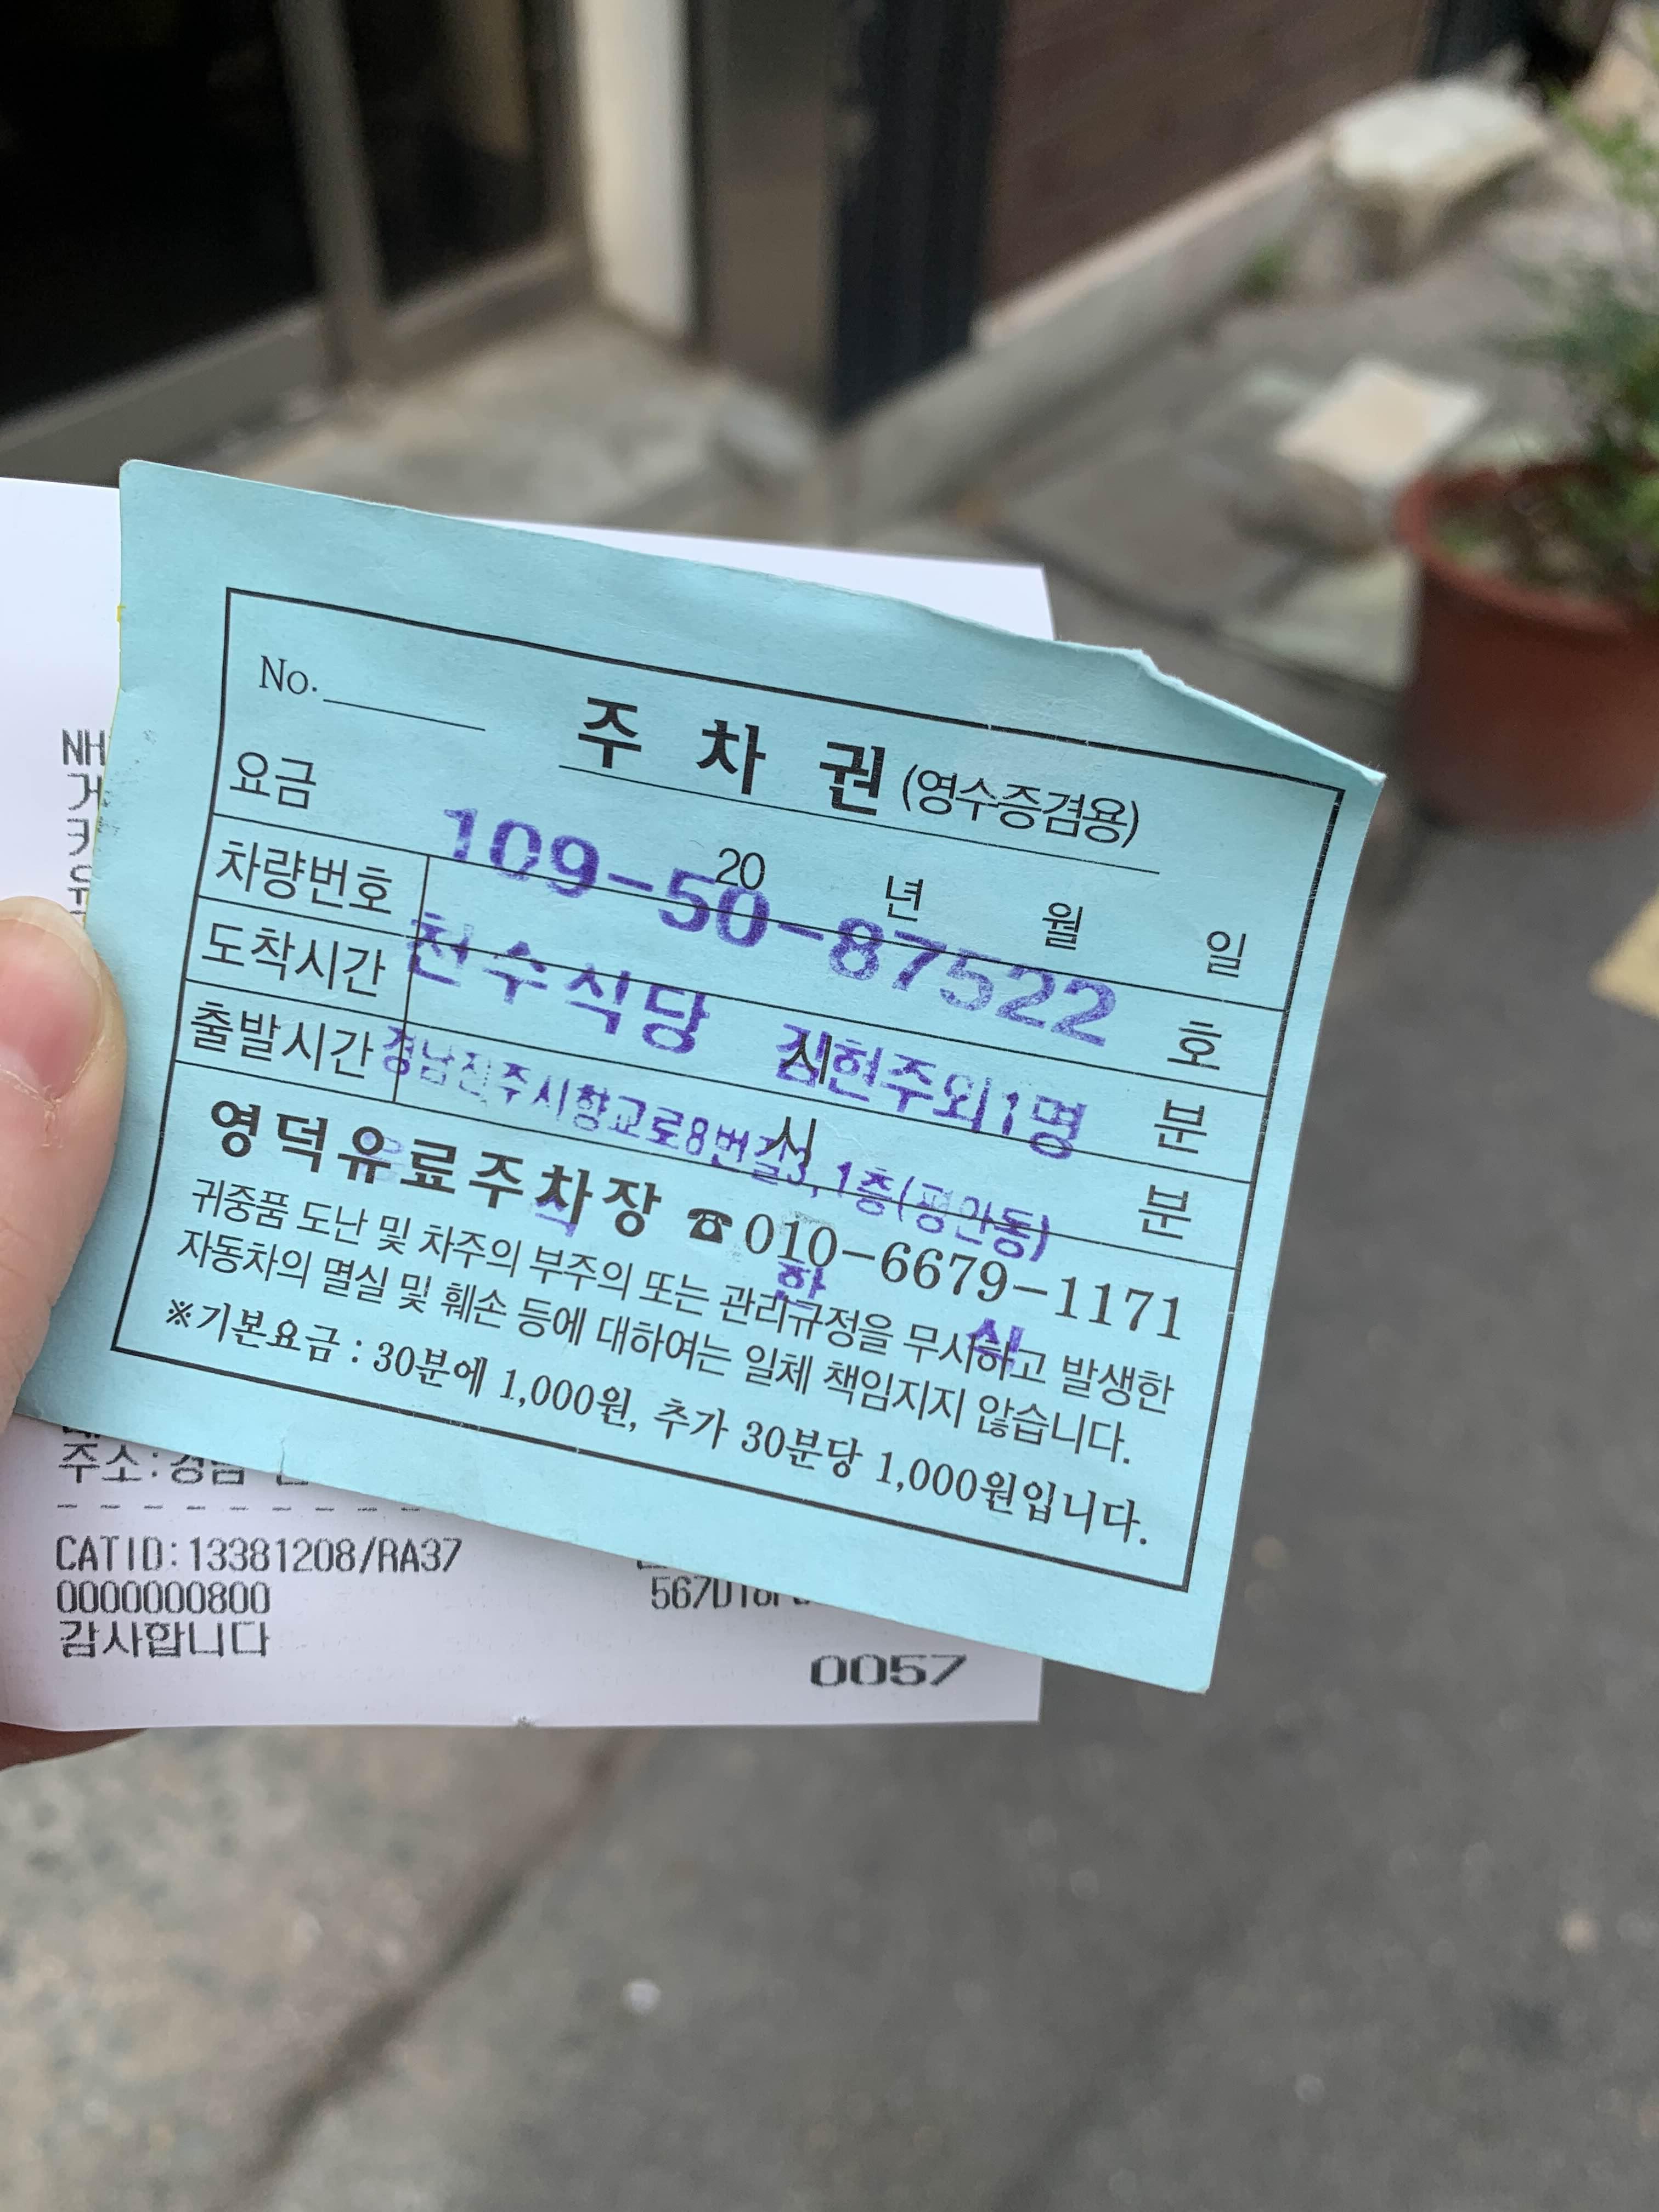 No.
주 차 권 (영수증겸용)
요금
20 년 월 일
차량번호 호
도착시간 시 분
출발시간 시 분
109-50-87522
천수식당 김현주외1명
경남진주시향교로8번길3,1층(평안동)
영덕유료주차장 ☎010-6679-1171
귀중품 도난 및 차주의 부주의 또는 관리규정을 무시하고 발생한
자동차의 멸실 및 훼손 등에 대하여는 일체 책임지지 않습니다.
※기본요금 : 30분에 1,000원, 추가 30분당 1,000원입니다.
NH
주소:경남
CATID:13381208/RA37
0000000800
감사합니다
0057